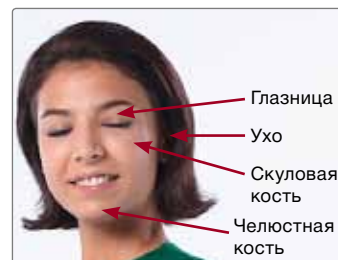 Глазница
Ухо
Скуловая
кость
Челюстная
кость